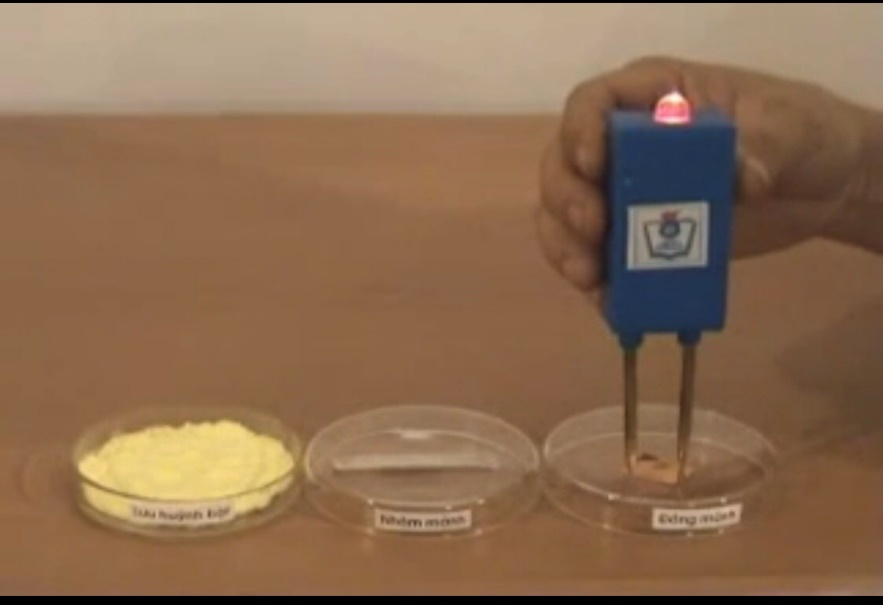 Lưu huỳnh bột
Nhôm mảnh
Đồng mảnh